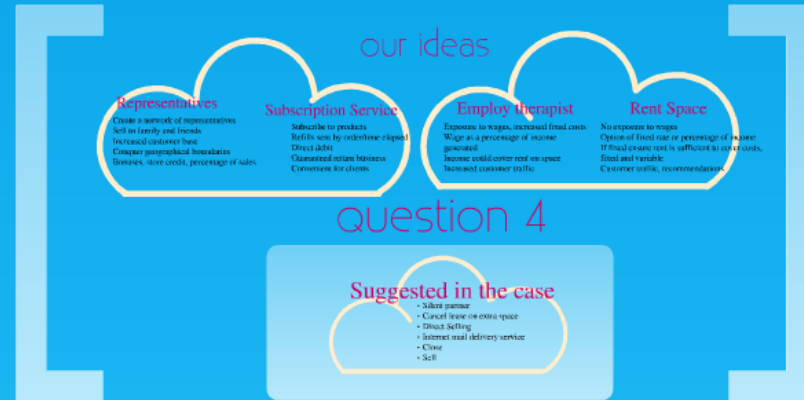 our ideas
Representatives
Create a network of representatives
Sell to family and friends
Increased customer base
Conquer geographical boundaries
Bonuses, store credit, percentage of sales
Subscription Service
Subscribe to products
Refills sent by order/time elapsed
Direct debit
Guaranteed return business
Convenient for clients
Employ therapist
Exposure to wages, increased fixed costs
Wage as a percentage of income
generated
Income could cover rent on space
Increased customer traffic
Rent Space
No exposure to wages
Option of fixed rate or percentage of income
If fixed ensure rent is sufficient to cover costs,
fixed and variable
Customer traffic, recommendations
question 4
Suggested in the case
- Silent partner
- Cancel lease on extra space
- Direct Selling
- Internet mail delivery service
- Close
- Sell